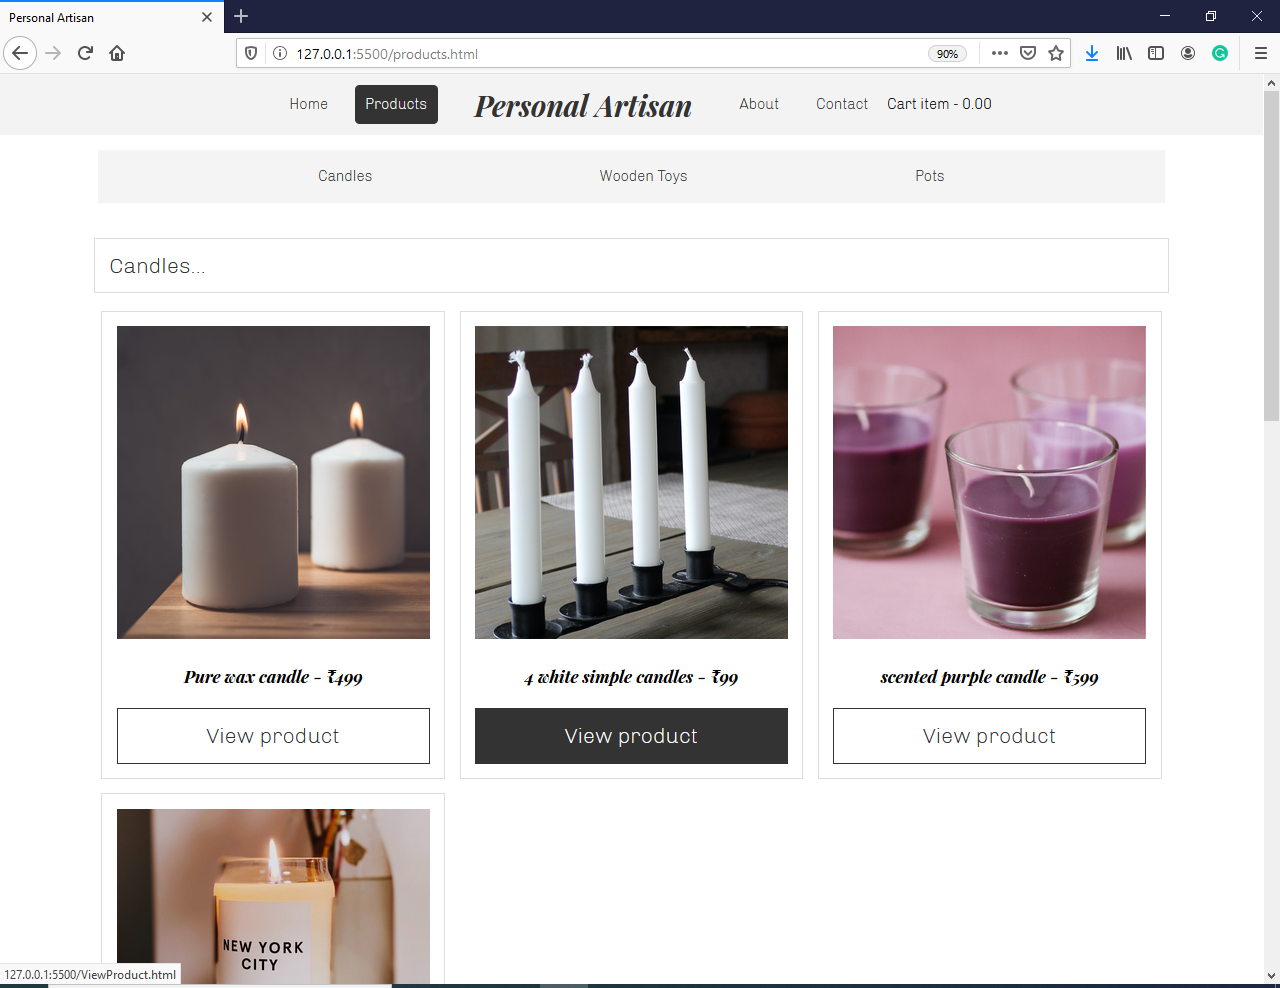 Personal Artisan
127.0.0.1:5500/products.html
90%
Home Products Personal Artisan About Contact Cart item - 0.00
Candles Wooden Toys Pots
Candles...
Pure wax candle - ₹499
4 white simple candles - ₹99
scented purple candle - ₹599
View product
View product
View product
NEW YORK
CITY
127.0.0.1:5500/ViewProduct.html